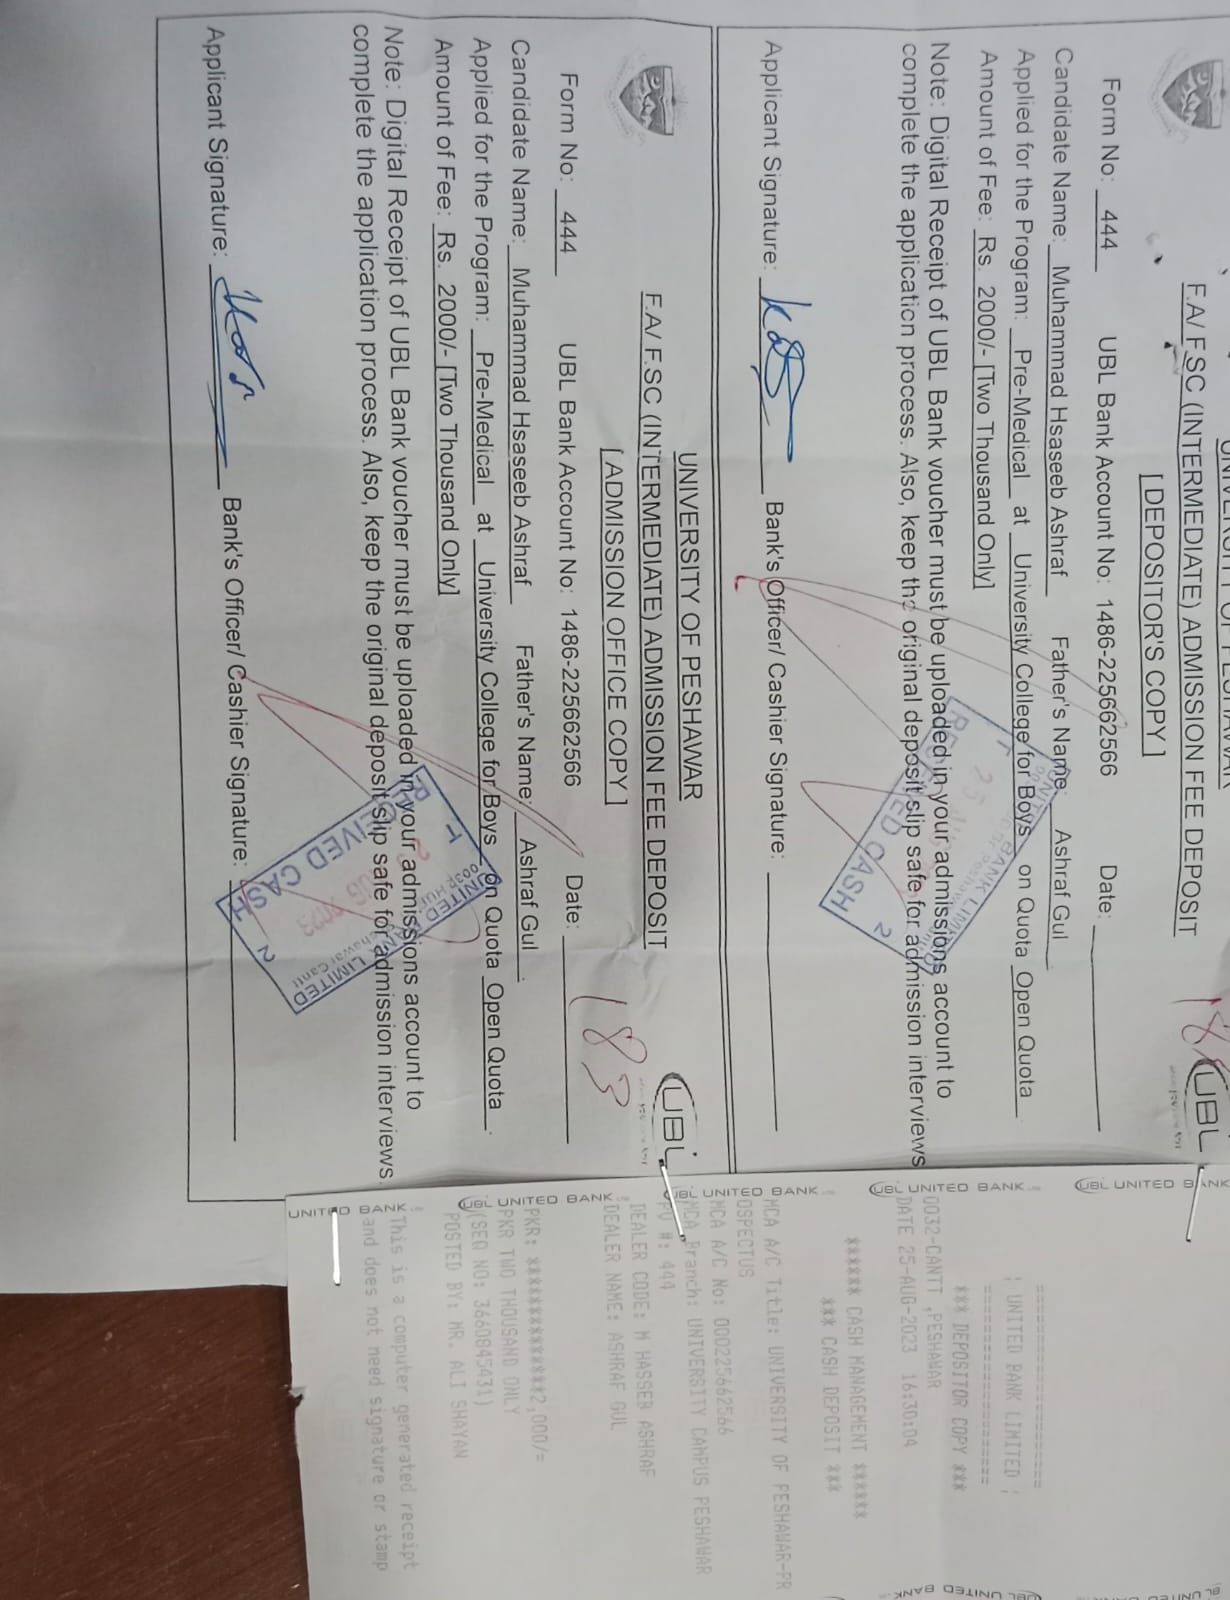 UNIVERSITY OF PESHAWAR
F.A/ F.SC (INTERMEDIATE) ADMISSION FEE DEPOSIT
[DEPOSITOR'S COPY]
UBL
Form No: 444 UBL Bank Account No: 1486-225662566 Date:
Candidate Name: Muhammad Hsaseeb Ashraf Father's Name: Ashraf Gul
Applied for the Program: Pre-Medical at University College for Boys on Quota Open Quota
Amount of Fee: Rs. 2000/- [Two Thousand Only]
Note: Digital Receipt of UBL Bank voucher must be uploaded in your admissions account to
complete the application process. Also, keep the original deposit slip safe for admission interviews
Applicant Signature: Bank's Officer/ Cashier Signature:
RECEIVED CASH
2
UNIVERSITY OF PESHAWAR
F.A/ F.SC (INTERMEDIATE) ADMISSION FEE DEPOSIT
[ADMISSION OFFICE COPY]
183
UBL
Form No: 444 UBL Bank Account No: 1486-225662566 Date:
Candidate Name: Muhammad Hsaseeb Ashraf Father's Name: Ashraf Gul.
Applied for the Program: Pre-Medical at University College for Boys on Quota Open Quota.
Amount of Fee: Rs. 2000/- [Two Thousand Only]
Note: Digital Receipt of UBL Bank voucher must be uploaded in your admissions account to
complete the application process. Also, keep the original deposit slip safe for admission interviews.
Applicant Signature: Bank's Officer/ Cashier Signature:
RECEIVED CASH
2
UBL UNITED BANK
UBL UNITED BANK
UBL UNITED BANK
UBL UNITED BANK
UNITED BANK
| UNITED BANK LIMITED |
*** DEPOSITOR COPY ***
0032-CANTT ,PESHAWAR
DATE 25-AUG-2023 16:30:04
****** CASH MANAGEMENT ******
*** CASH DEPOSIT ***
MCA A/C Title: UNIVERSITY OF PESHAWAR-PR
OSPECTUS
MCA A/C No: 000225662566
MCA Branch: UNIVERSITY CAMPUS PESHAWAR
#: 444
DEALER CODE: M HASSEB ASHRAF
DEALER NAME: ASHRAF GUL
PKR: **************2,000/=
PKR TWO THOUSAND ONLY
(SEQ NO: 3660845431)
POSTED BY: MR. ALI SHAYAN
This is a computer generated receipt
and does not need signature or stamp
UBL UNITED BANK